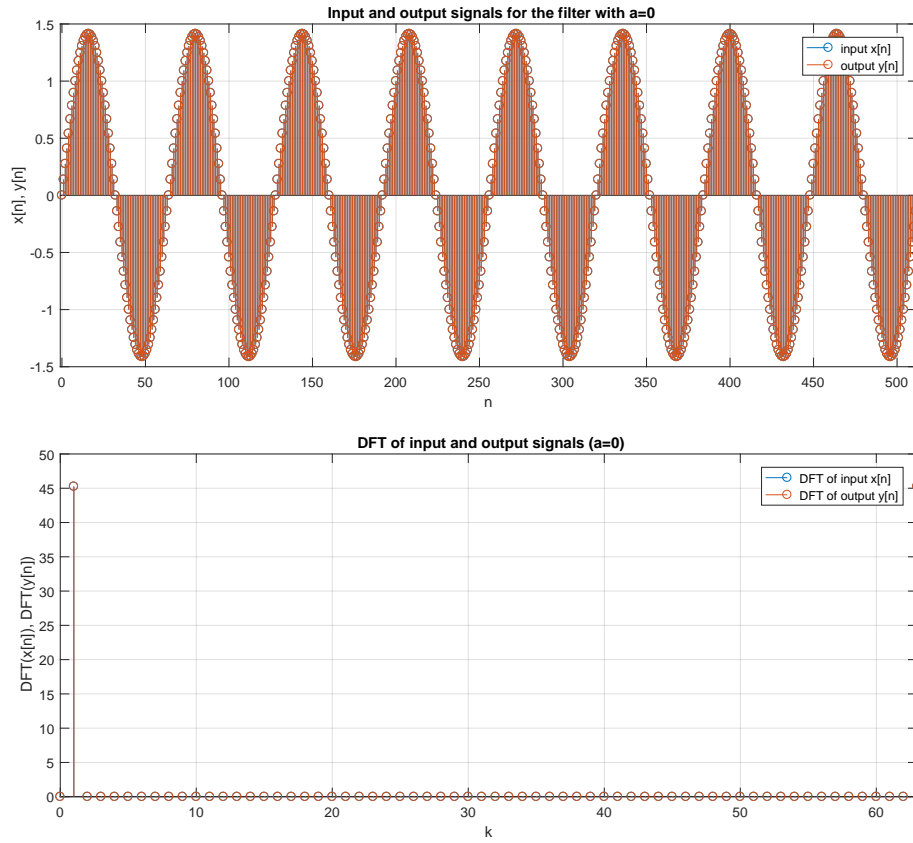 Input and output signals for the filter with a=0
1.5
1
0.5
0
-0.5
-1
-1.5
x[n], y[n]
input x[n]
output y[n]
0 50 100 150 200 250 300 350 400 450 500
n
DFT of input and output signals (a=0)
50
45
40
35
30
25
20
15
10
5
0
DFT(x[n]), DFT(y[n])
DFT of input x[n]
DFT of output y[n]
0 10 20 30 40 50 60
k